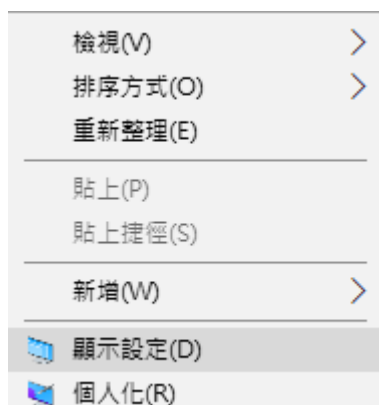 檢視(V)
排序方式(O)
重新整理(E)
貼上(P)
貼上捷徑(S)
新增(W)
顯示設定(D)
個人化(R)